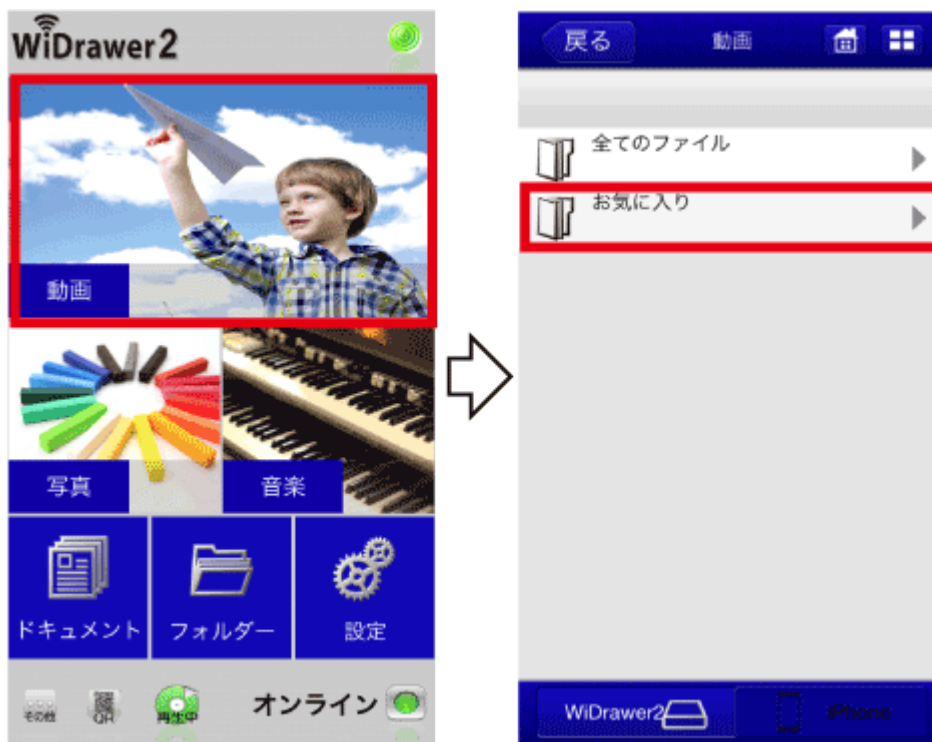 WiDrawer2
動画
写真
音楽
ドキュメント
フォルダー
設定
その他
QR
再生中
オンライン
戻る
動画
全てのファイル
お気に入り
WiDrawer2
iPhone